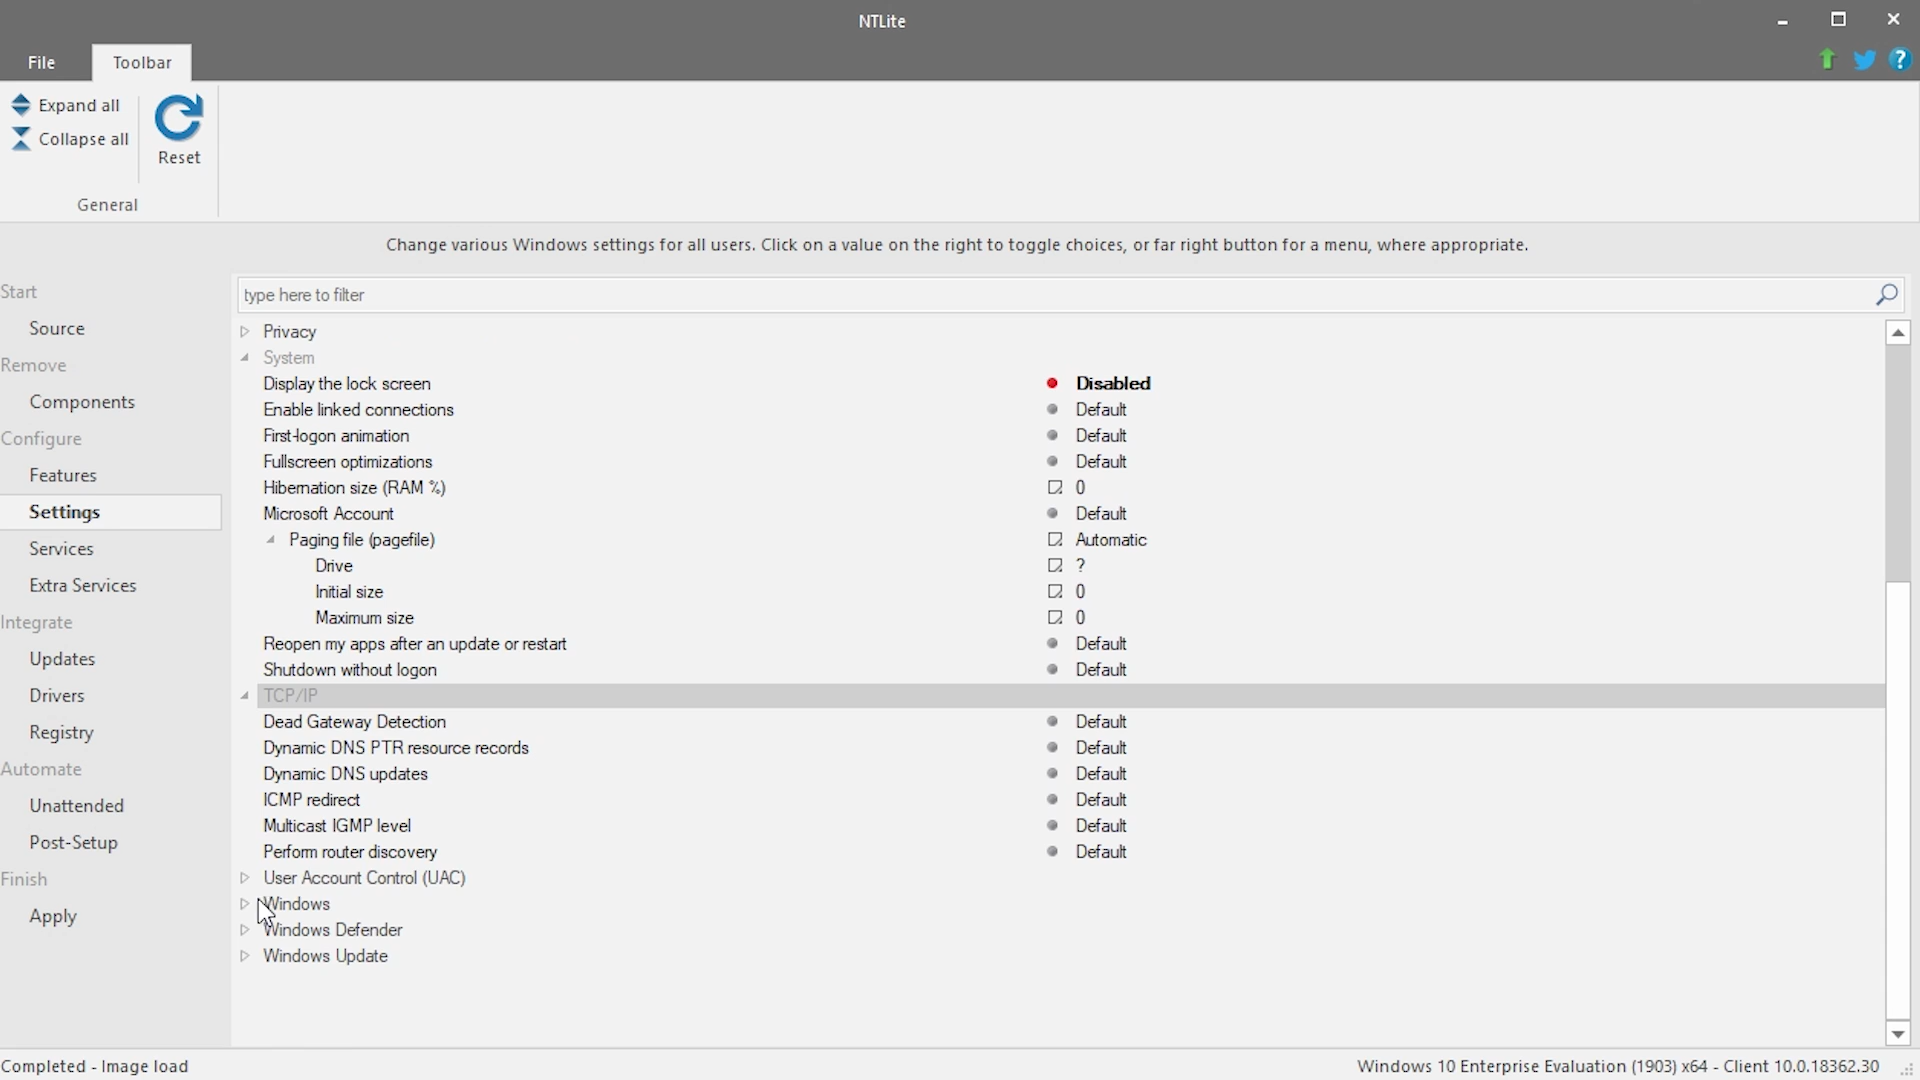 NTLite
File
Toolbar
Expand all
Collapse all
Reset
General
Change various Windows settings for all users. Click on a value on the right to toggle choices, or far right button for a menu, where appropriate.
Start
Source
Remove
Components
Configure
Features
Settings
Services
Extra Services
Integrate
Updates
Drivers
Registry
Automate
Unattended
Post-Setup
Finish
Apply
type here to filter
Privacy
System
Display the lock screen Disabled
Enable linked connections Default
First-logon animation Default
Fullscreen optimizations Default
Hibernation size (RAM %) 0
Microsoft Account Default
Paging file (pagefile) Automatic
Drive ?
Initial size 0
Maximum size 0
Reopen my apps after an update or restart Default
Shutdown without logon Default
TCP/IP
Dead Gateway Detection Default
Dynamic DNS PTR resource records Default
Dynamic DNS updates Default
ICMP redirect Default
Multicast IGMP level Default
Perform router discovery Default
User Account Control (UAC)
Windows
Windows Defender
Windows Update
Completed - Image load
Windows 10 Enterprise Evaluation (1903) x64 - Client 10.0.18362.30